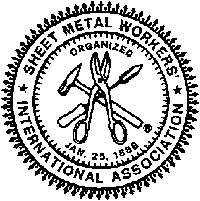 SHEET METAL WORKERS'
INTERNATIONAL ASSOCIATION
ORGANIZED
JAN. 25, 1888
®